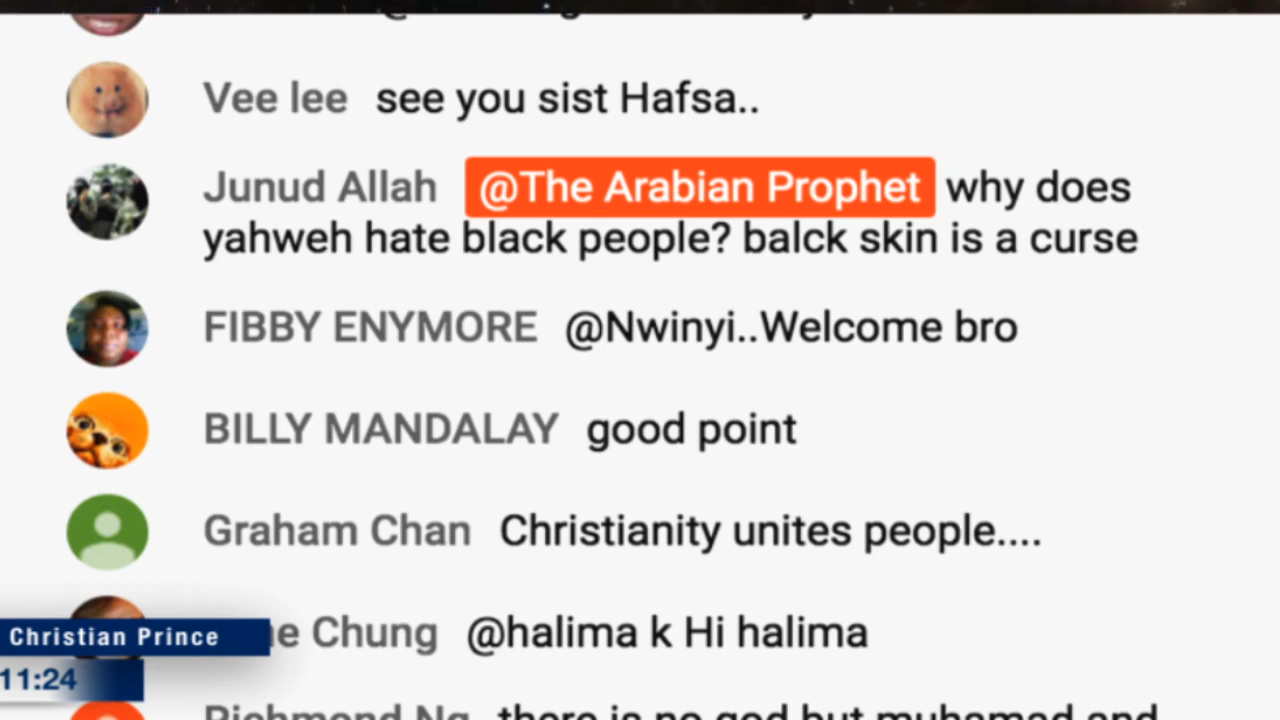 Vee lee see you sist Hafsa..
Junud Allah @The Arabian Prophet why does
yahweh hate black people? balck skin is a curse
FIBBY ENYMORE @Nwinyi..Welcome bro
BILLY MANDALAY good point
Graham Chan Christianity unites people....
Chung @halima k Hi halima
Christian Prince
11:24
Richmond Ng there is no god but muhamad and